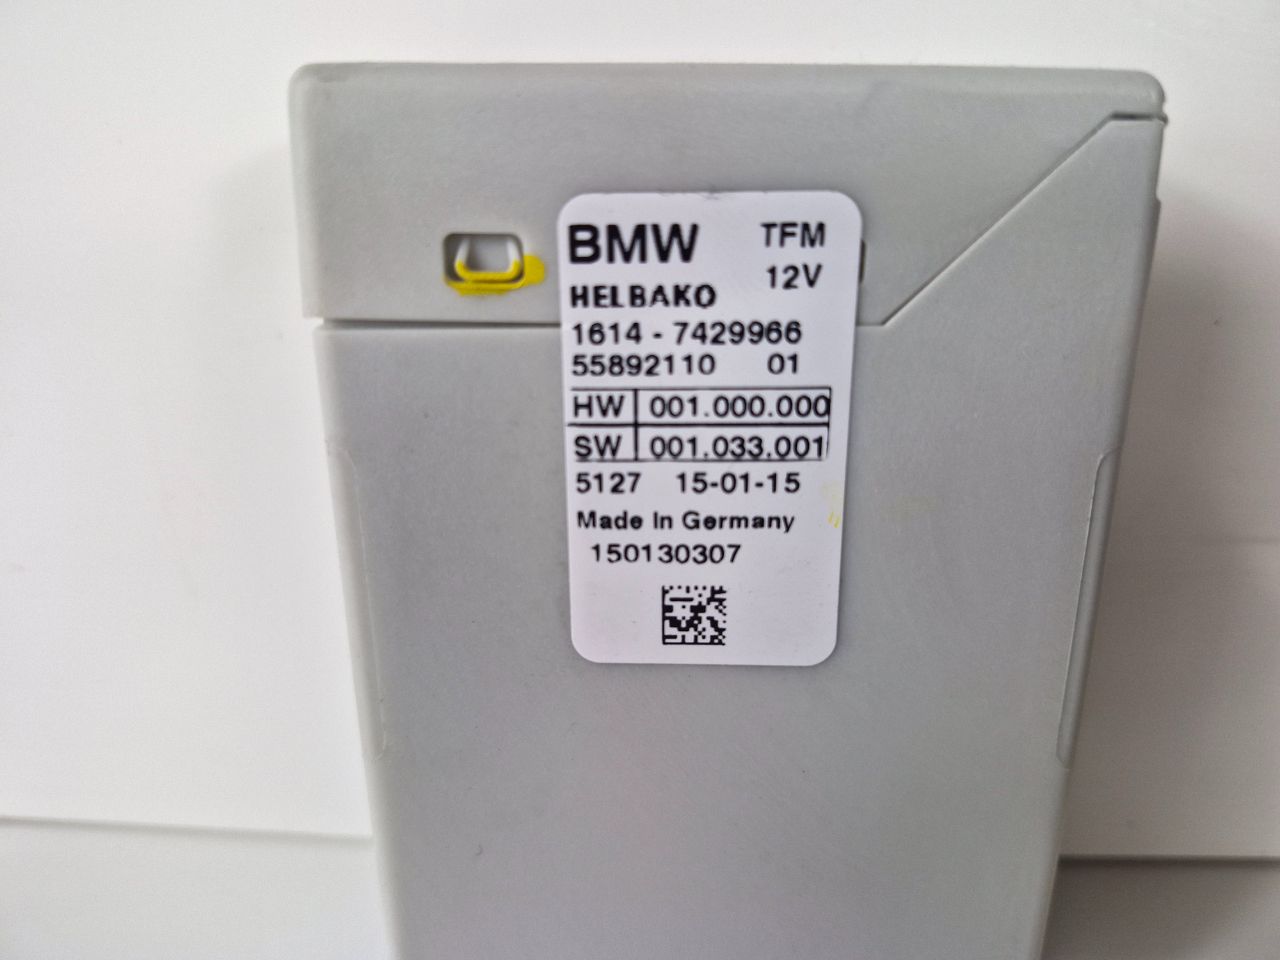 BMW TFM
12V
HELBAKO
1614 - 7429966
55892110 01
HW 001.000.000
SW 001.033.001
5127 15-01-15
Made In Germany
150130307